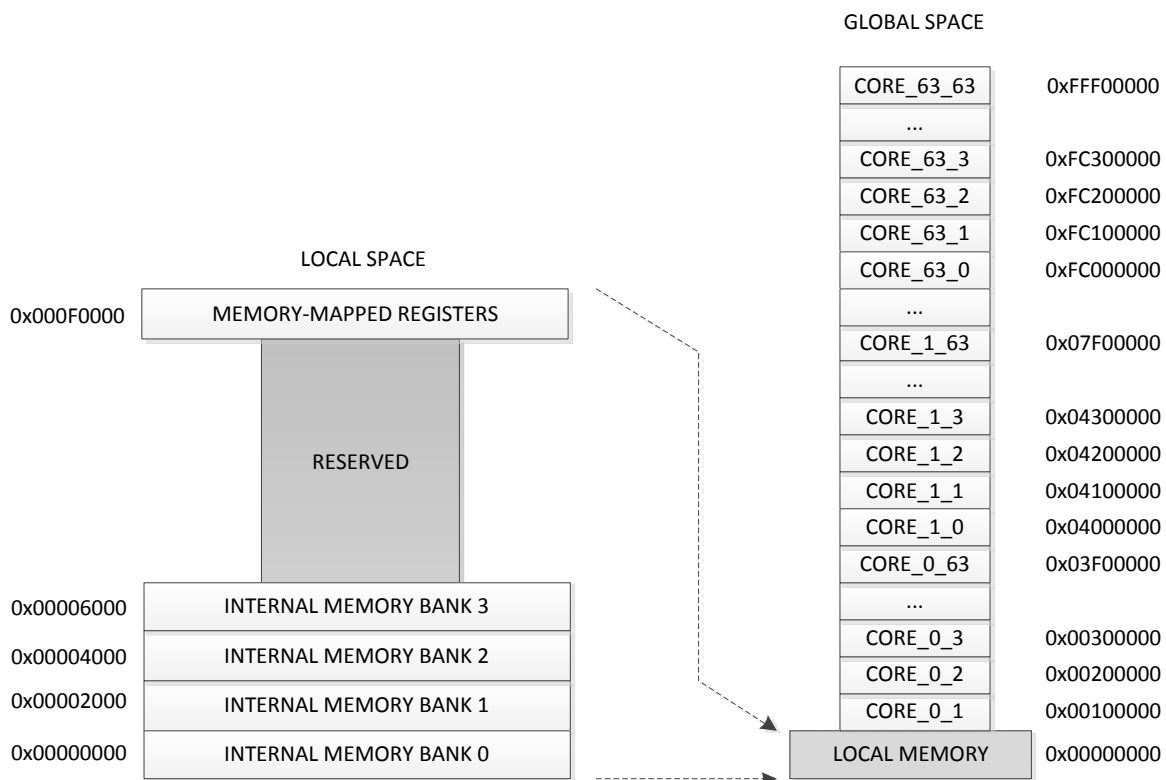 GLOBAL SPACE
CORE_63_63 0xFFF00000
...
CORE_63_3 0xFC300000
CORE_63_2 0xFC200000
CORE_63_1 0xFC100000
CORE_63_0 0xFC000000
...
CORE_1_63 0x07F00000
...
CORE_1_3 0x04300000
CORE_1_2 0x04200000
CORE_1_1 0x04100000
CORE_1_0 0x04000000
CORE_0_63 0x03F00000
...
CORE_0_3 0x00300000
CORE_0_2 0x00200000
CORE_0_1 0x00100000
LOCAL MEMORY 0x00000000
LOCAL SPACE
0x000F0000 MEMORY-MAPPED REGISTERS
RESERVED
0x00006000 INTERNAL MEMORY BANK 3
0x00004000 INTERNAL MEMORY BANK 2
0x00002000 INTERNAL MEMORY BANK 1
0x00000000 INTERNAL MEMORY BANK 0